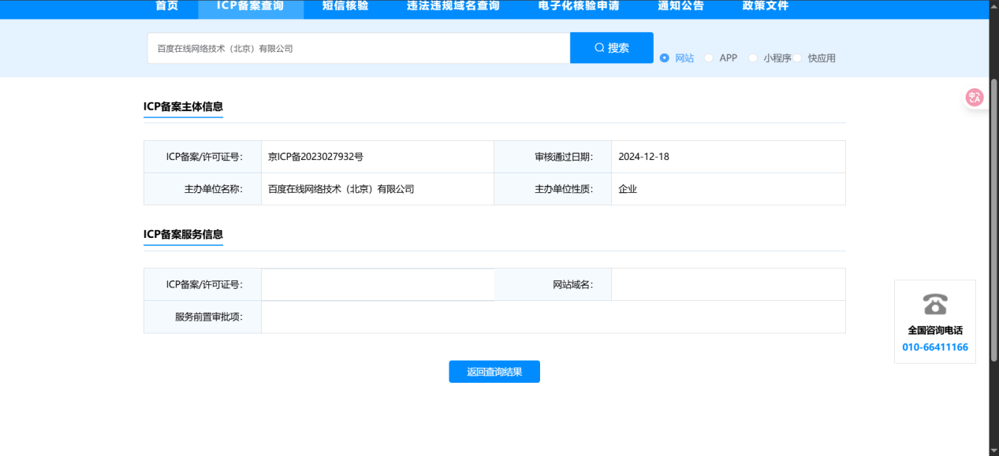 首页 ICP备案查询 短信核验 违法违规域名查询 电子化核验申请 通知公告 政策文件
百度在线网络技术（北京）有限公司 搜索 网站 APP 小程序 快应用
ICP备案主体信息
ICP备案/许可证号： 京ICP备2023027932号 审核通过日期： 2024-12-18
主办单位名称： 百度在线网络技术（北京）有限公司 主办单位性质： 企业
ICP备案服务信息
ICP备案/许可证号： 网站域名：
服务前置审批项：
全国咨询电话
010-66411166
返回查询结果